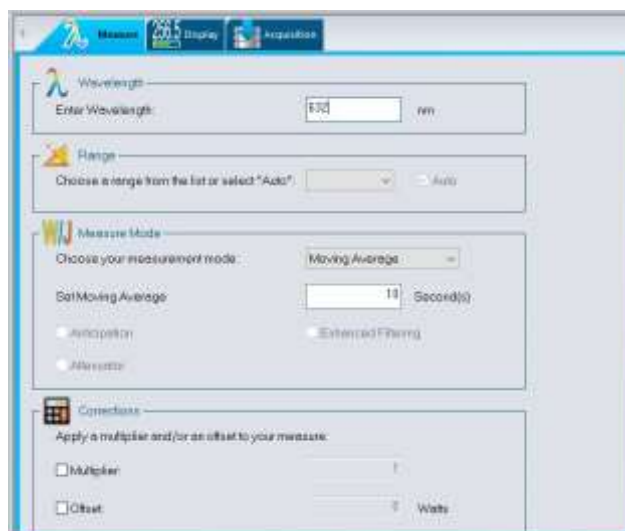 Measure 256.5 Display Acquisition
λ Wavelength
Enter Wavelength: 632 nm
Range
Choose a range from the list or select "Auto": Auto
W/J Measure Mode
Choose your measurement mode: Moving Average
Set Moving Average 10 Second(s)
Anticipation Enhanced Filtering
Attenuator
Corrections
Apply a multiplier and/or an offset to your measure:
Multiplier: 1
Offset: 0 Watts